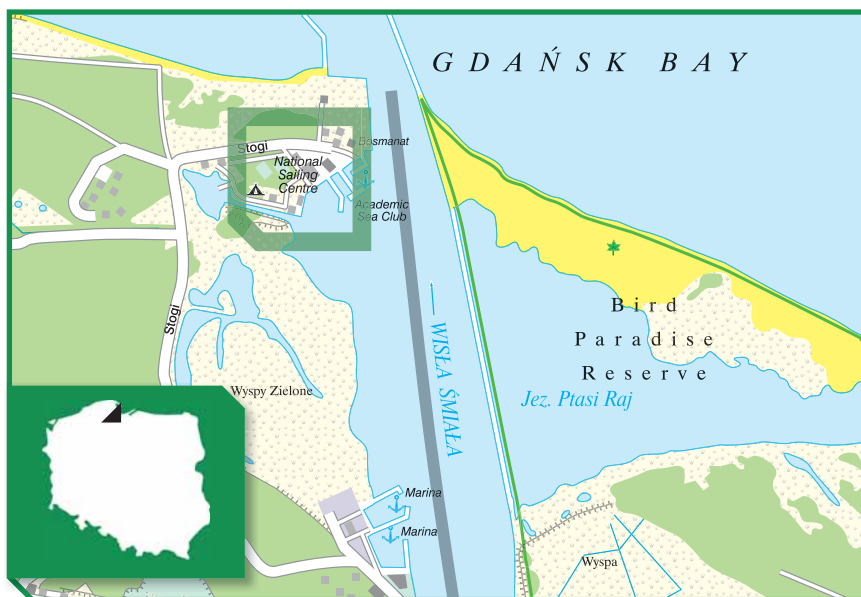 GDAŃSK BAY
Bosmanat
Stogi
National
Sailing
Centre
Academic
Sea Club
Stogi
Bird
Paradise
Reserve
WISŁA ŚMIAŁA
Wyspy Zielone
Jez. Ptasi Raj
Marina
Marina
Wyspa